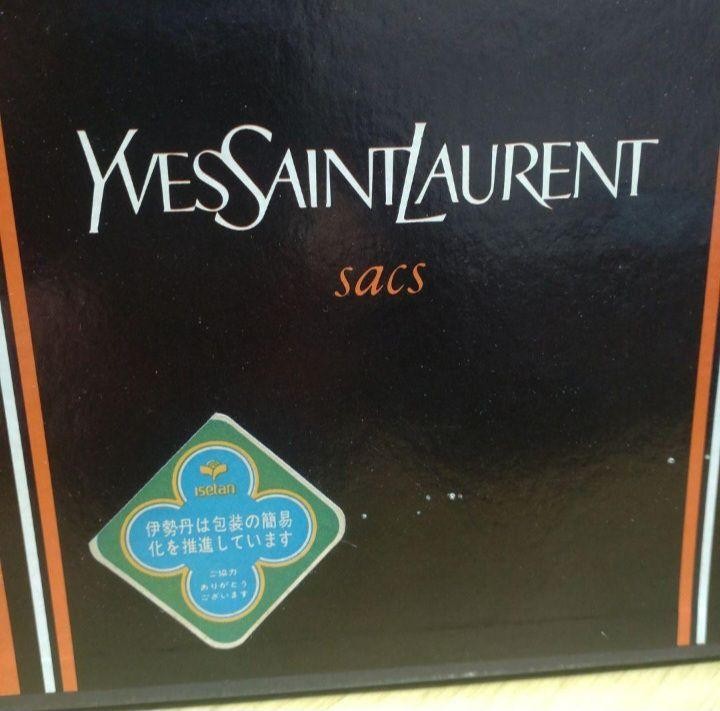 YVESSAINTLAURENT
sacs
ısetan
伊勢丹は包装の簡易
化を推進しています
ご協力
ありがとう
ございます